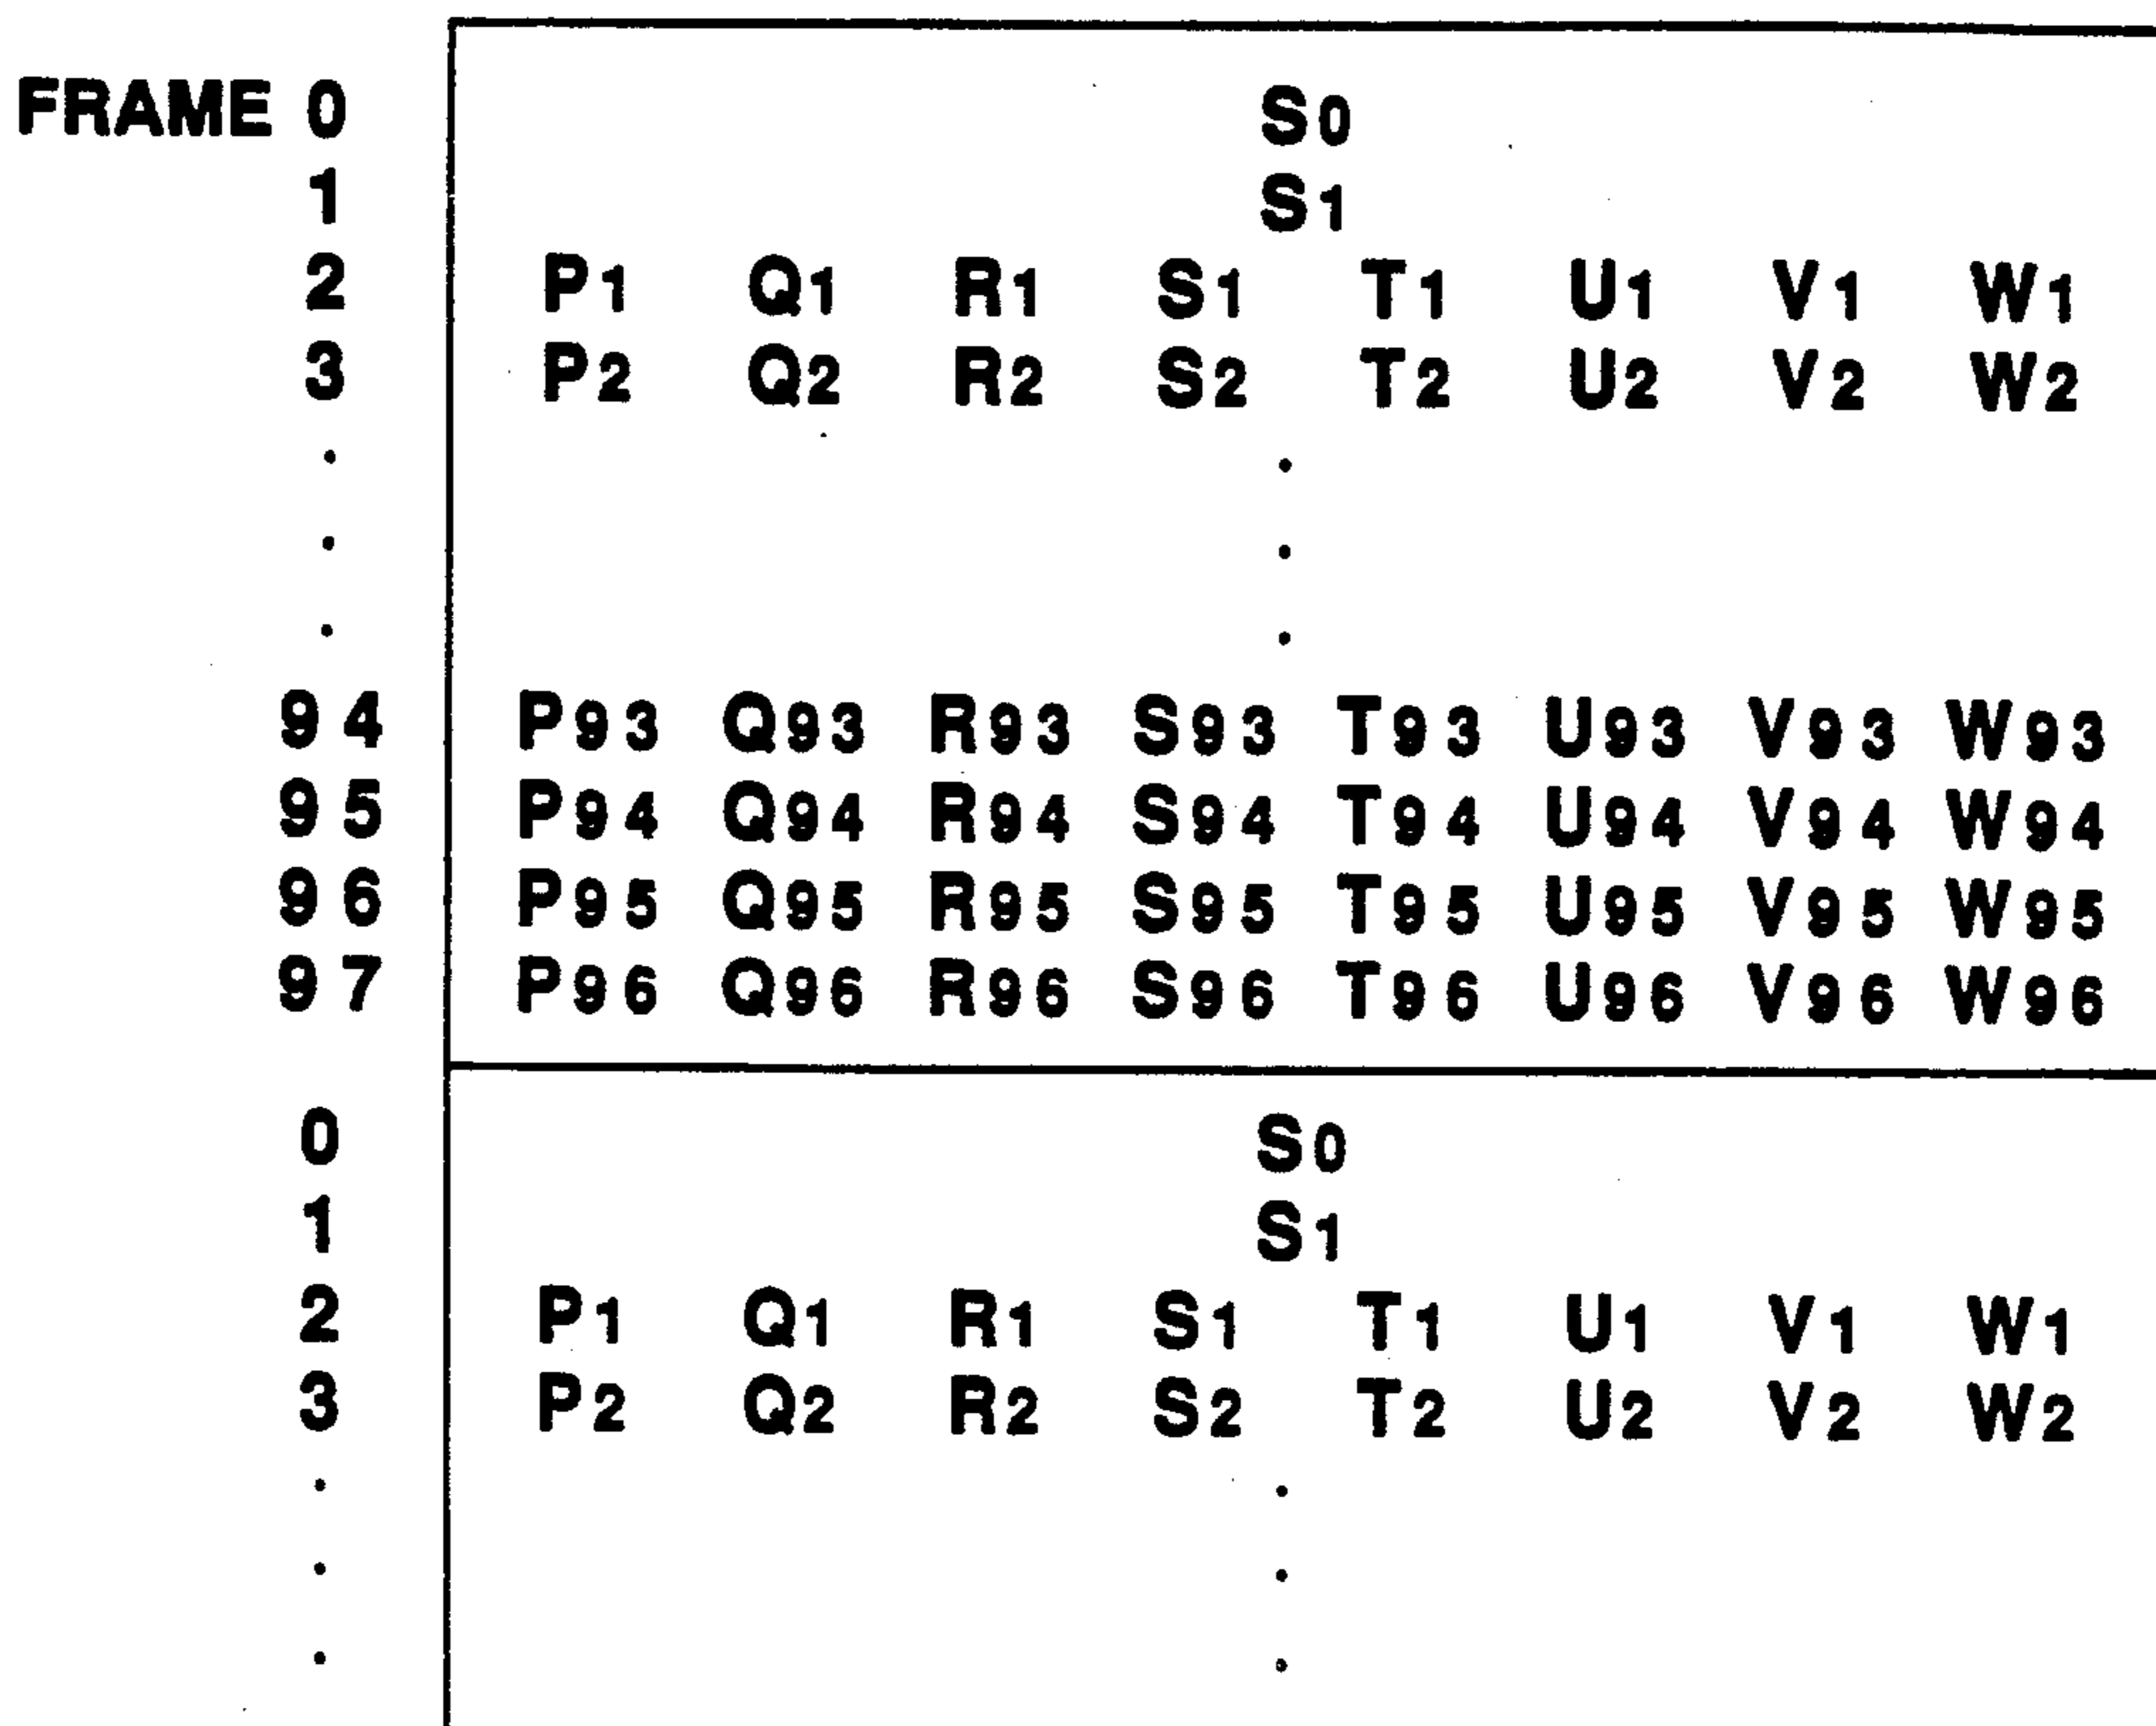 FRAME 0 S0
1 S1
2 P1 Q1 R1 S1 T1 U1 V1 W1
3 P2 Q2 R2 S2 T2 U2 V2 W2
. .
. .
. .
94 P93 Q93 R93 S93 T93 U93 V93 W93
95 P94 Q94 R94 S94 T94 U94 V94 W94
96 P95 Q95 R95 S95 T95 U95 V95 W95
97 P96 Q96 R96 S96 T96 U96 V96 W96
0 S0
1 S1
2 P1 Q1 R1 S1 T1 U1 V1 W1
3 P2 Q2 R2 S2 T2 U2 V2 W2
. .
. .
. .